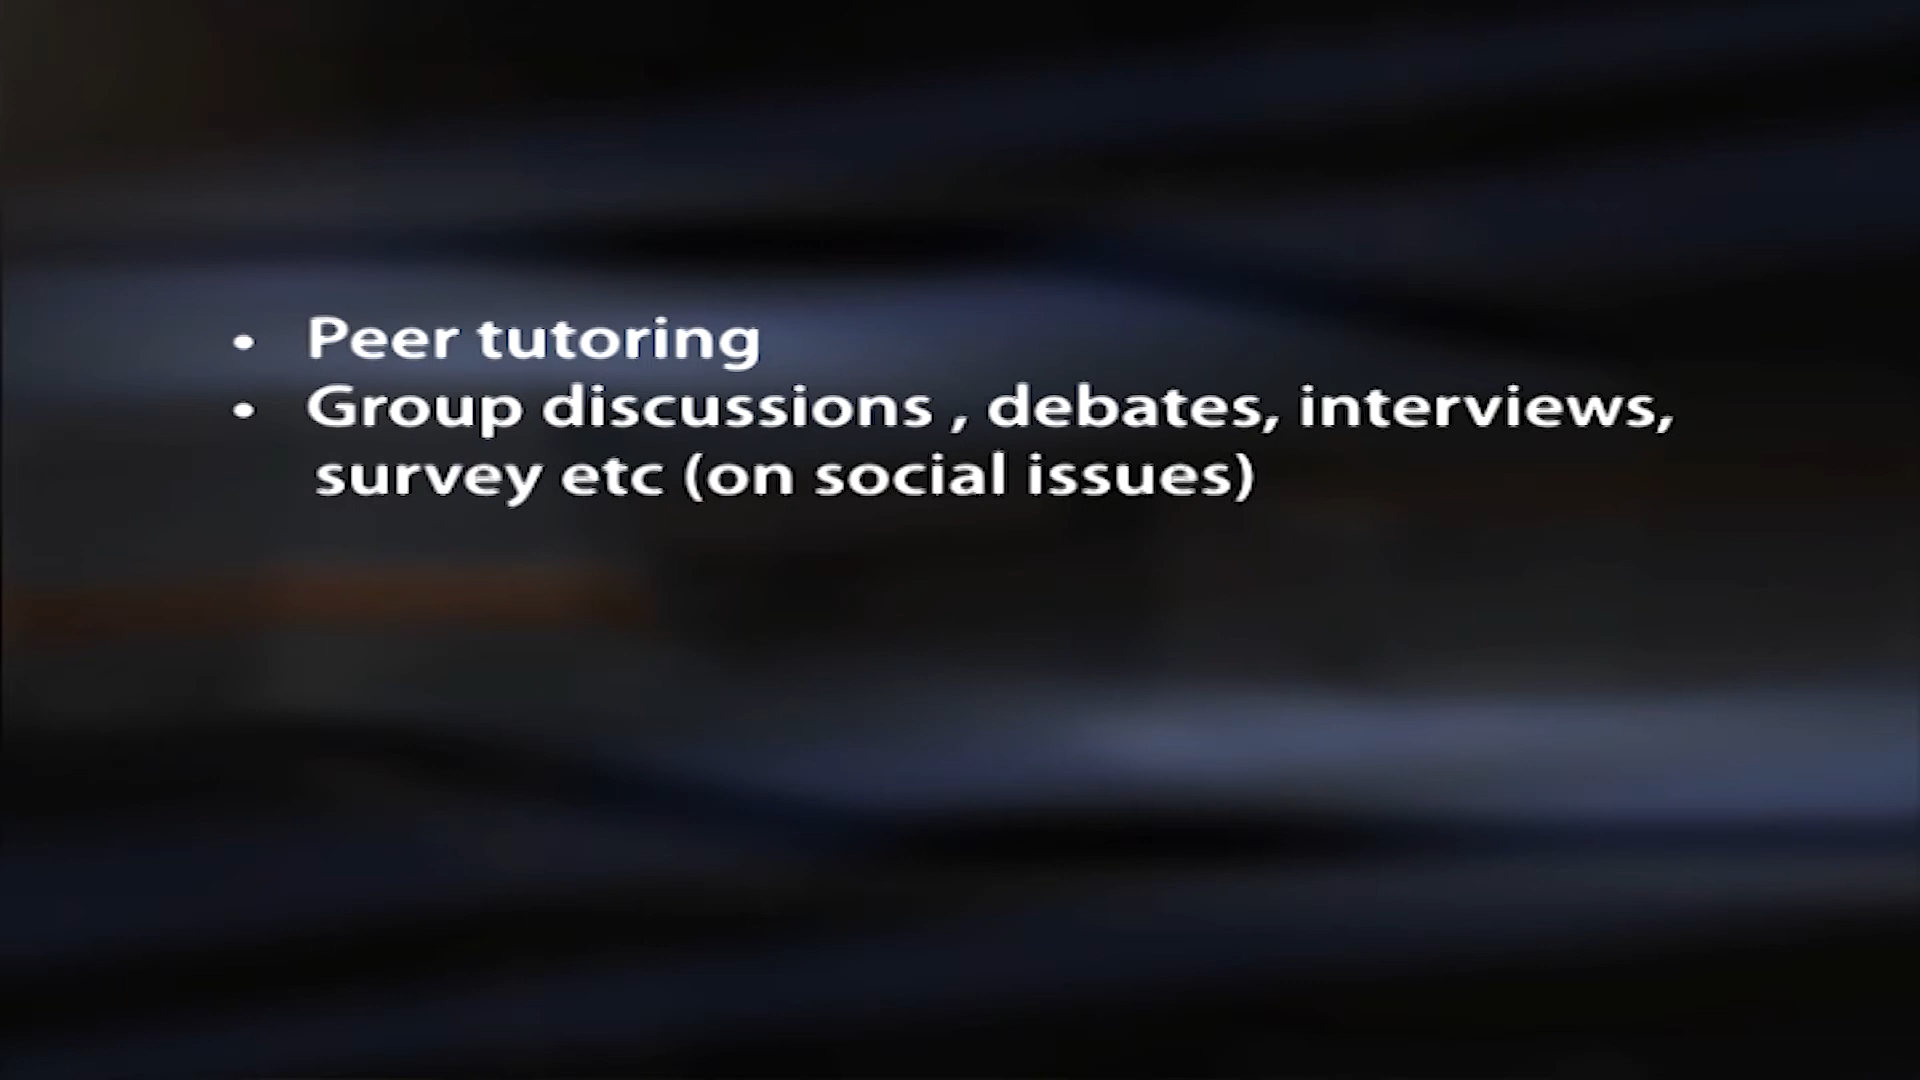 • Peer tutoring
• Group discussions , debates, interviews,
survey etc (on social issues)